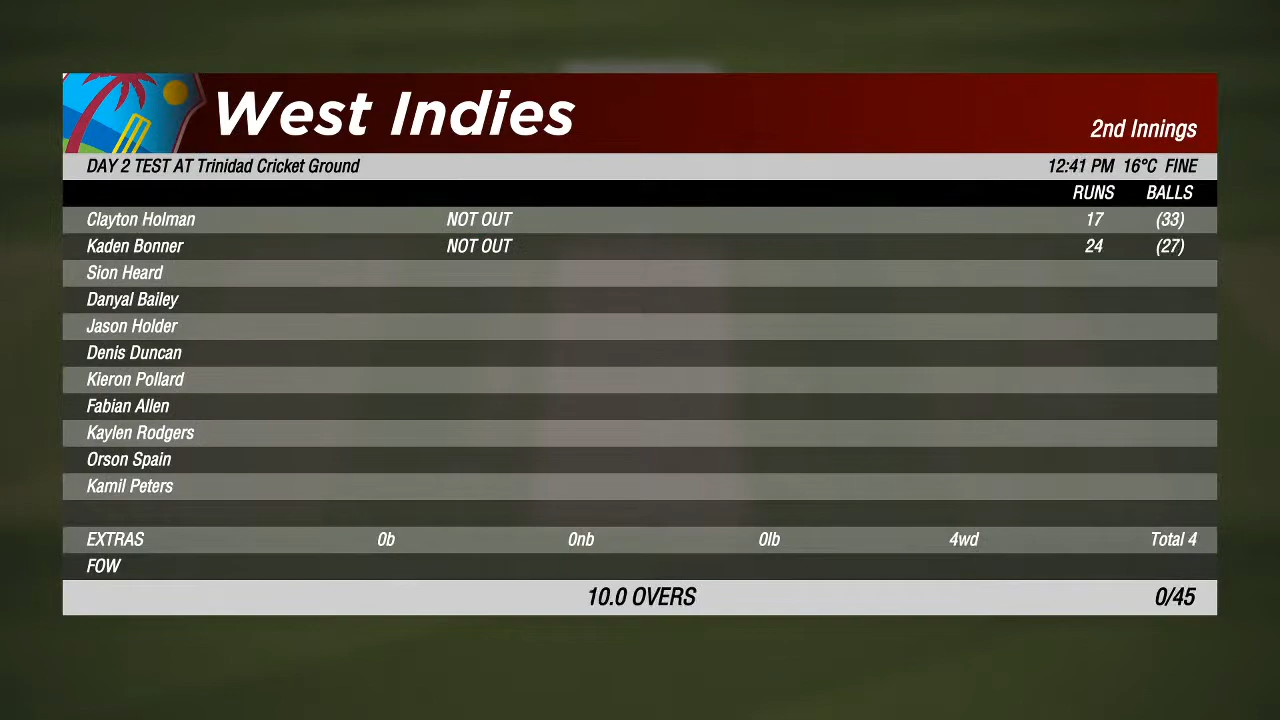 West Indies
2nd Innings
DAY 2 TEST AT Trinidad Cricket Ground 12:41 PM 16°C FINE
RUNS BALLS
Clayton Holman NOT OUT 17 (33)
Kaden Bonner NOT OUT 24 (27)
Sion Heard
Danyal Bailey
Jason Holder
Denis Duncan
Kieron Pollard
Fabian Allen
Kaylen Rodgers
Orson Spain
Kamil Peters
EXTRAS 0b 0nb 0lb 4wd Total 4
FOW
10.0 OVERS 0/45